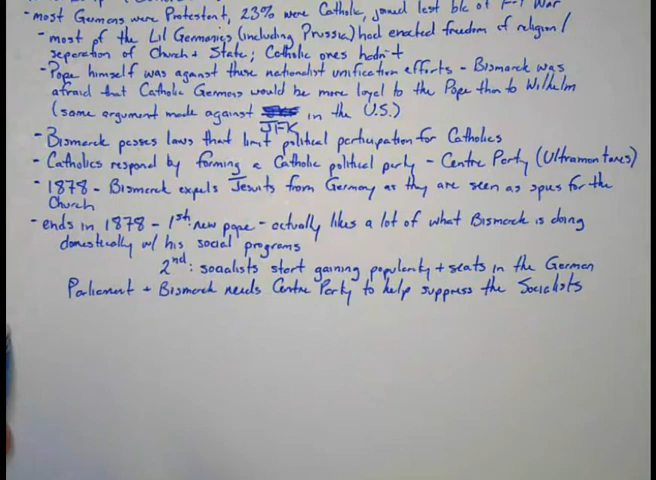 - most Germans were Protestant, 23% were Catholic, joined last b/c of F-P War
- most of the Lil Germanies (including Prussia) had enacted freedom of religion/
separation of Church + State; Catholic ones hadn't
- Pope himself was against these nationalist unification efforts - Bismarck was
afraid that Catholic Germans would be more loyal to the Pope than to Wilhelm
(same argument made against in the U.S.)
JFK
- Bismarck passes laws that limit political participation for Catholics
- Catholics respond by forming a Catholic political party - Centre Party (Ultramontanes)
- 1878 - Bismarck expels Jesuits from Germany as they are seen as spies for the
Church
- ends in 1878 - 1st: new pope - actually likes a lot of what Bismarck is doing
domestically w/ his social programs
2nd: socialists start gaining popularity + seats in the German
Parliament + Bismarck needs Centre Party to help suppress the Socialists